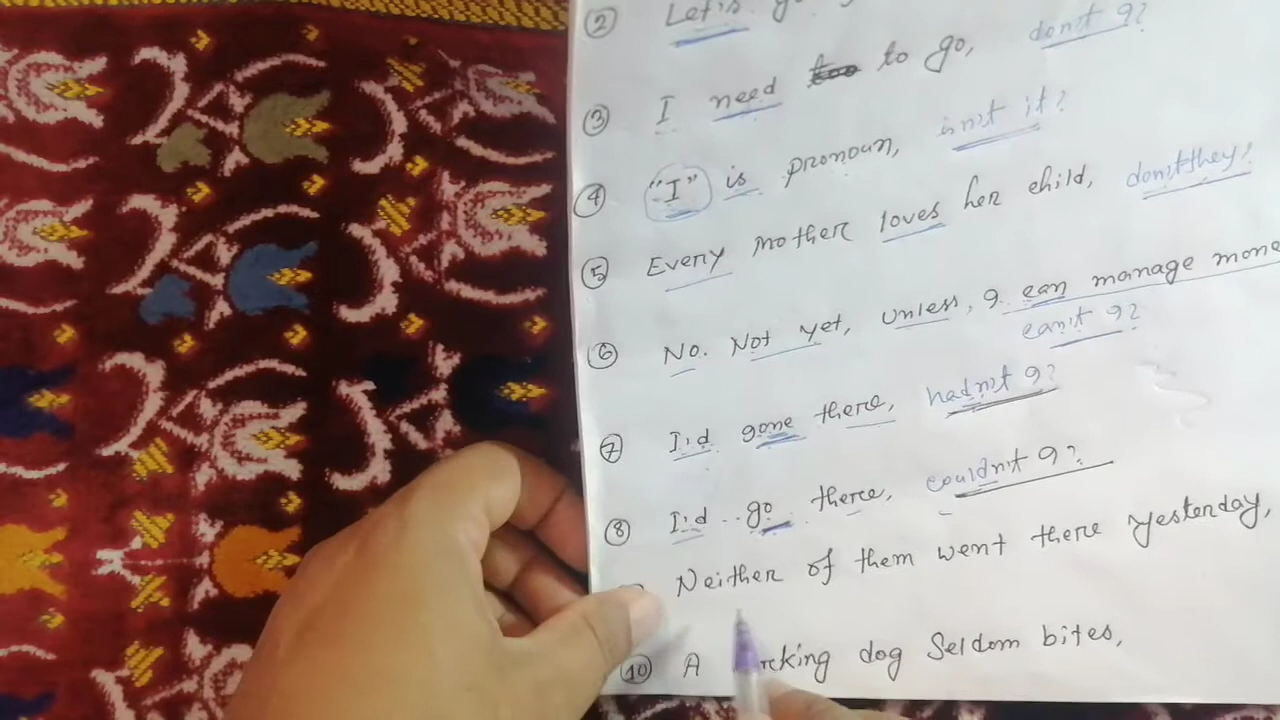 ② Let's
③ I need to go, don't I?
④ "I" is pronoun, isn't it?
⑤ Every mother loves her child, don't they?
⑥ No. Not yet, unless, I can manage
can't I?
⑦ I'd gone there, hadn't I?
⑧ I'd go there, couldn't I?
Neither of them went there yesterday,
⑩ A dog Seldom bites,